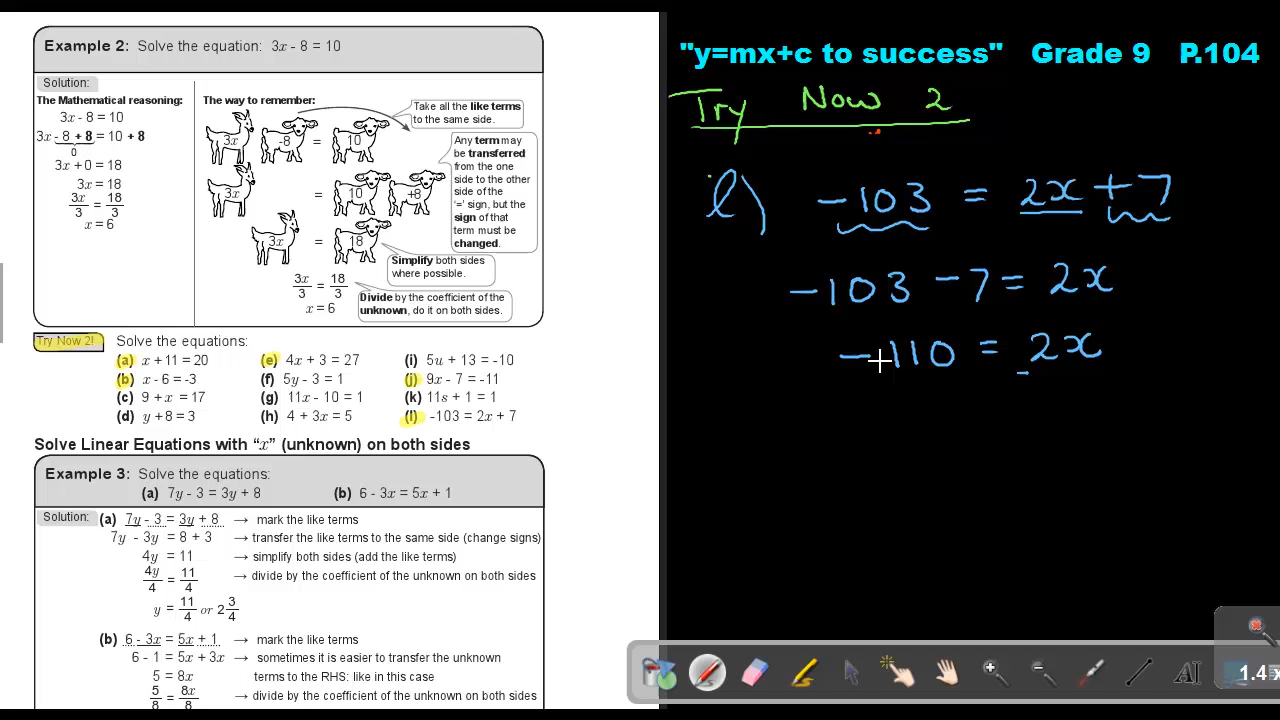 Example 2: Solve the equation: 3x - 8 = 10
Solution:
The Mathematical reasoning:
3x - 8 = 10
3x - 8 + 8 = 10 + 8
0
3x + 0 = 18
3x = 18
3x/3 = 18/3
x = 6
The way to remember:
3x -8 = 10
3x = 10 +8
3x = 18
3x/3 = 18/3
x = 6
Take all the like terms
to the same side.
Any term may
be transferred
from the one
side to the other
side of the
'=' sign, but the
sign of that
term must be
changed.
Simplify both sides
where possible.
Divide by the coefficient of the
unknown, do it on both sides.
Try Now 2! Solve the equations:
(a) x + 11 = 20 (e) 4x + 3 = 27 (i) 5u + 13 = -10
(b) x - 6 = -3 (f) 5y - 3 = 1 (j) 9x - 7 = -11
(c) 9 + x = 17 (g) 11x - 10 = 1 (k) 11s + 1 = 1
(d) y + 8 = 3 (h) 4 + 3x = 5 (l) -103 = 2x + 7
Solve Linear Equations with "x" (unknown) on both sides
Example 3: Solve the equations:
(a) 7y - 3 = 3y + 8 (b) 6 - 3x = 5x + 1
Solution: (a) 7y - 3 = 3y + 8 → mark the like terms
7y - 3y = 8 + 3 → transfer the like terms to the same side (change signs)
4y = 11 → simplify both sides (add the like terms)
4y/4 = 11/4 → divide by the coefficient of the unknown on both sides
y = 11/4 or 2 3/4
(b) 6 - 3x = 5x + 1 → mark the like terms
6 - 1 = 5x + 3x → sometimes it is easier to transfer the unknown
5 = 8x terms to the RHS: like in this case
5/8 = 8x/8 → divide by the coefficient of the unknown on both sides
"y=mx+c to success" Grade 9 P.104
Try Now 2
l) -103 = 2x + 7
-103 - 7 = 2x
-110 = 2x
AI
1.4 x